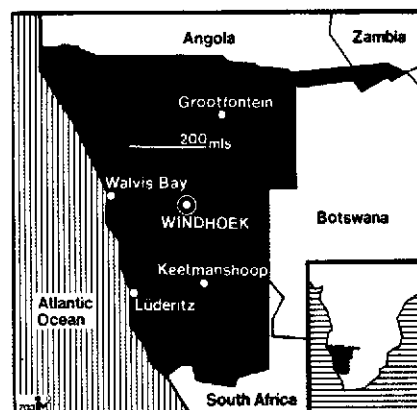 Angola
Zambia
Grootfontein
200 mls
Walvis Bay
WINDHOEK
Botswana
Keetmanshoop
Lüderitz
Atlantic
Ocean
South Africa